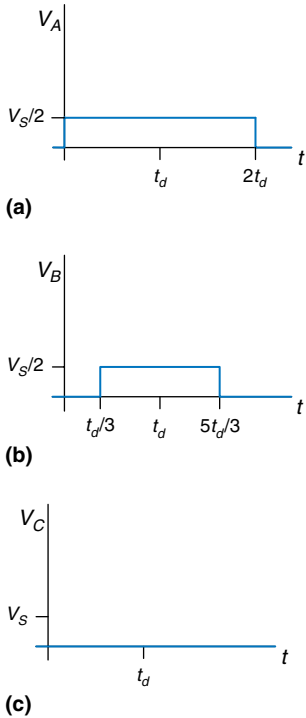 V_A
V_S/2
t_d 2t_d t
(a)
V_B
V_S/2
t_d/3 t_d 5t_d/3 t
(b)
V_C
V_S
t_d t
(c)